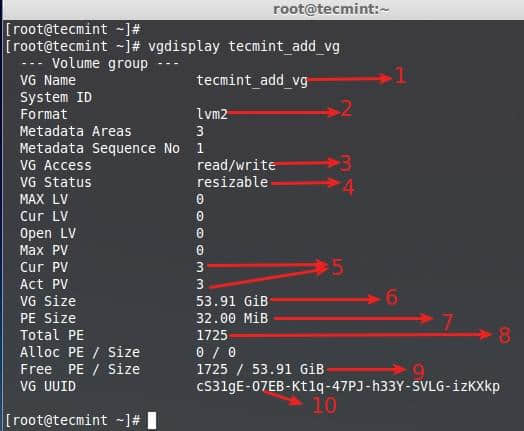 root@tecmint:~
[root@tecmint ~]#
[root@tecmint ~]# vgdisplay tecmint_add_vg
--- Volume group ---
VG Name tecmint_add_vg 1
System ID
Format lvm2 2
Metadata Areas 3
Metadata Sequence No 1
VG Access read/write 3
VG Status resizable 4
MAX LV 0
Cur LV 0
Open LV 0
Max PV 0
Cur PV 3 5
Act PV 3
VG Size 53.91 GiB 6
PE Size 32.00 MiB 7
Total PE 1725 8
Alloc PE / Size 0 / 0
Free PE / Size 1725 / 53.91 GiB 9
VG UUID cS31gE-O7EB-Kt1q-47PJ-h33Y-SVLG-izKXkp
10
[root@tecmint ~]#